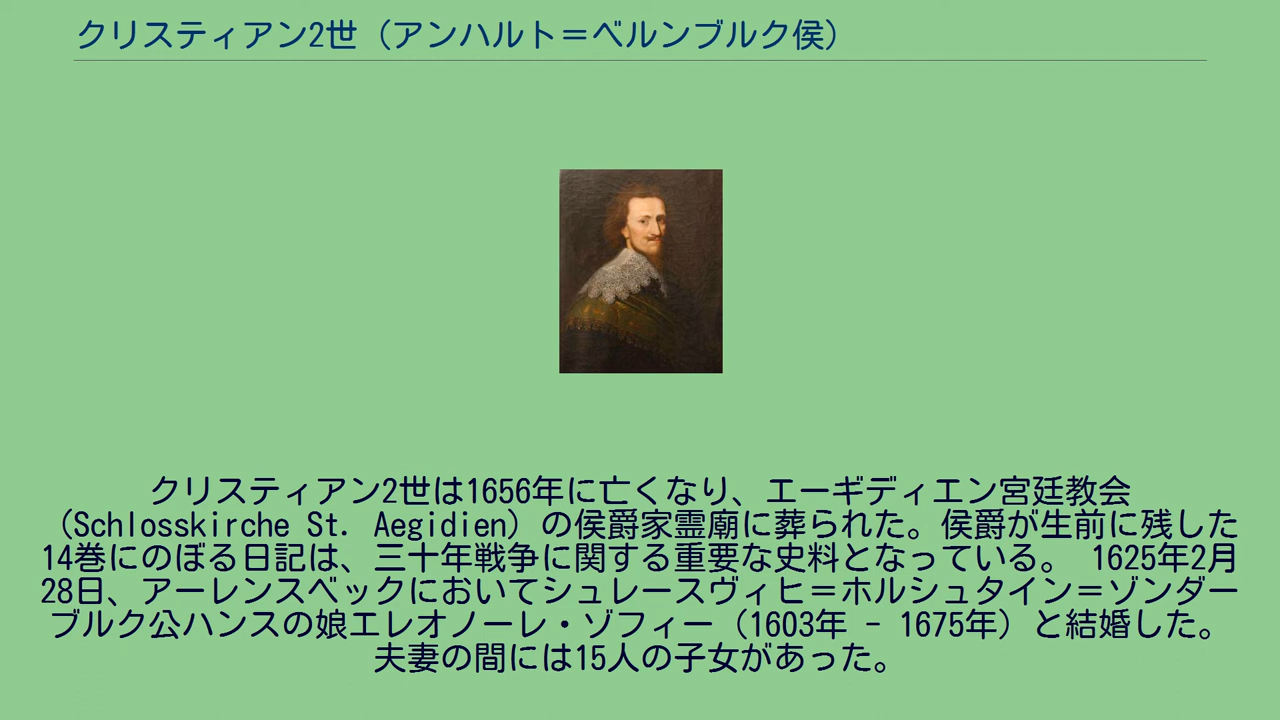 クリスティアン2世（アンハルト＝ベルンブルク侯）
クリスティアン2世は1656年に亡くなり、エーギディエン宮廷教会
（Schlosskirche St. Aegidien）の侯爵家霊廟に葬られた。侯爵が生前に残した
14巻にのぼる日記は、三十年戦争に関する重要な史料となっている。 1625年2月
28日、アーレンスベックにおいてシュレースヴィヒ＝ホルシュタイン＝ゾンダー
ブルク公ハンスの娘エレオノーレ・ゾフィー（1603年 - 1675年）と結婚した。
夫妻の間には15人の子女があった。